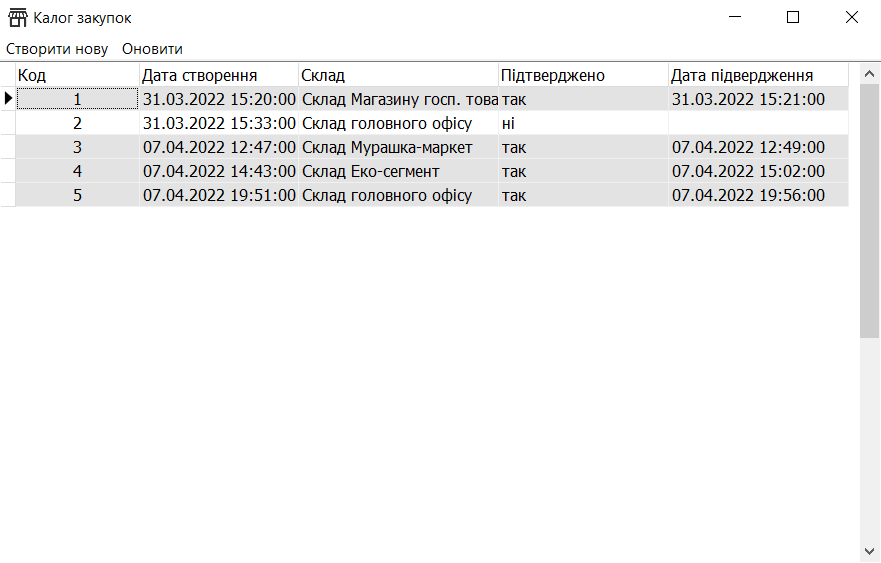 Калог закупок
Створити нову Оновити
Код Дата створення Склад Підтверджено Дата підвердження
1 31.03.2022 15:20:00 Склад Магазину госп. това так 31.03.2022 15:21:00
2 31.03.2022 15:33:00 Склад головного офісу ні
3 07.04.2022 12:47:00 Склад Мурашка-маркет так 07.04.2022 12:49:00
4 07.04.2022 14:43:00 Склад Еко-сегмент так 07.04.2022 15:02:00
5 07.04.2022 19:51:00 Склад головного офісу так 07.04.2022 19:56:00